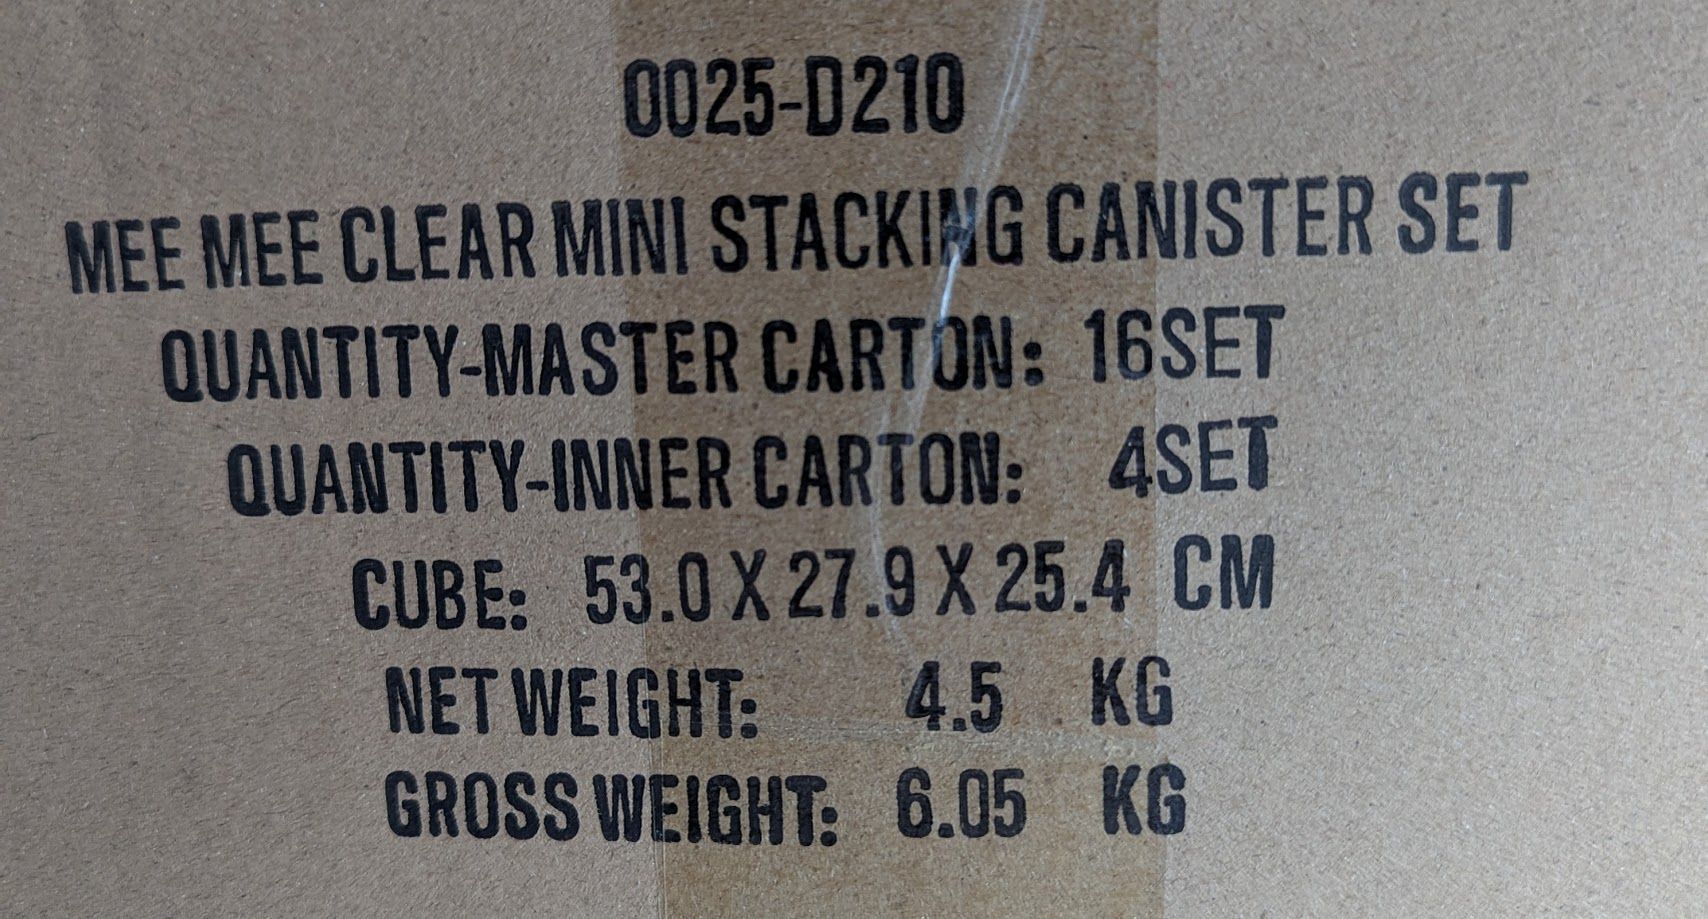 0025-D210
MEE MEE CLEAR MINI STACKING CANISTER SET
QUANTITY-MASTER CARTON: 16SET
QUANTITY-INNER CARTON: 4SET
CUBE: 53.0 X 27.9 X 25.4 CM
NET WEIGHT: 4.5 KG
GROSS WEIGHT: 6.05 KG